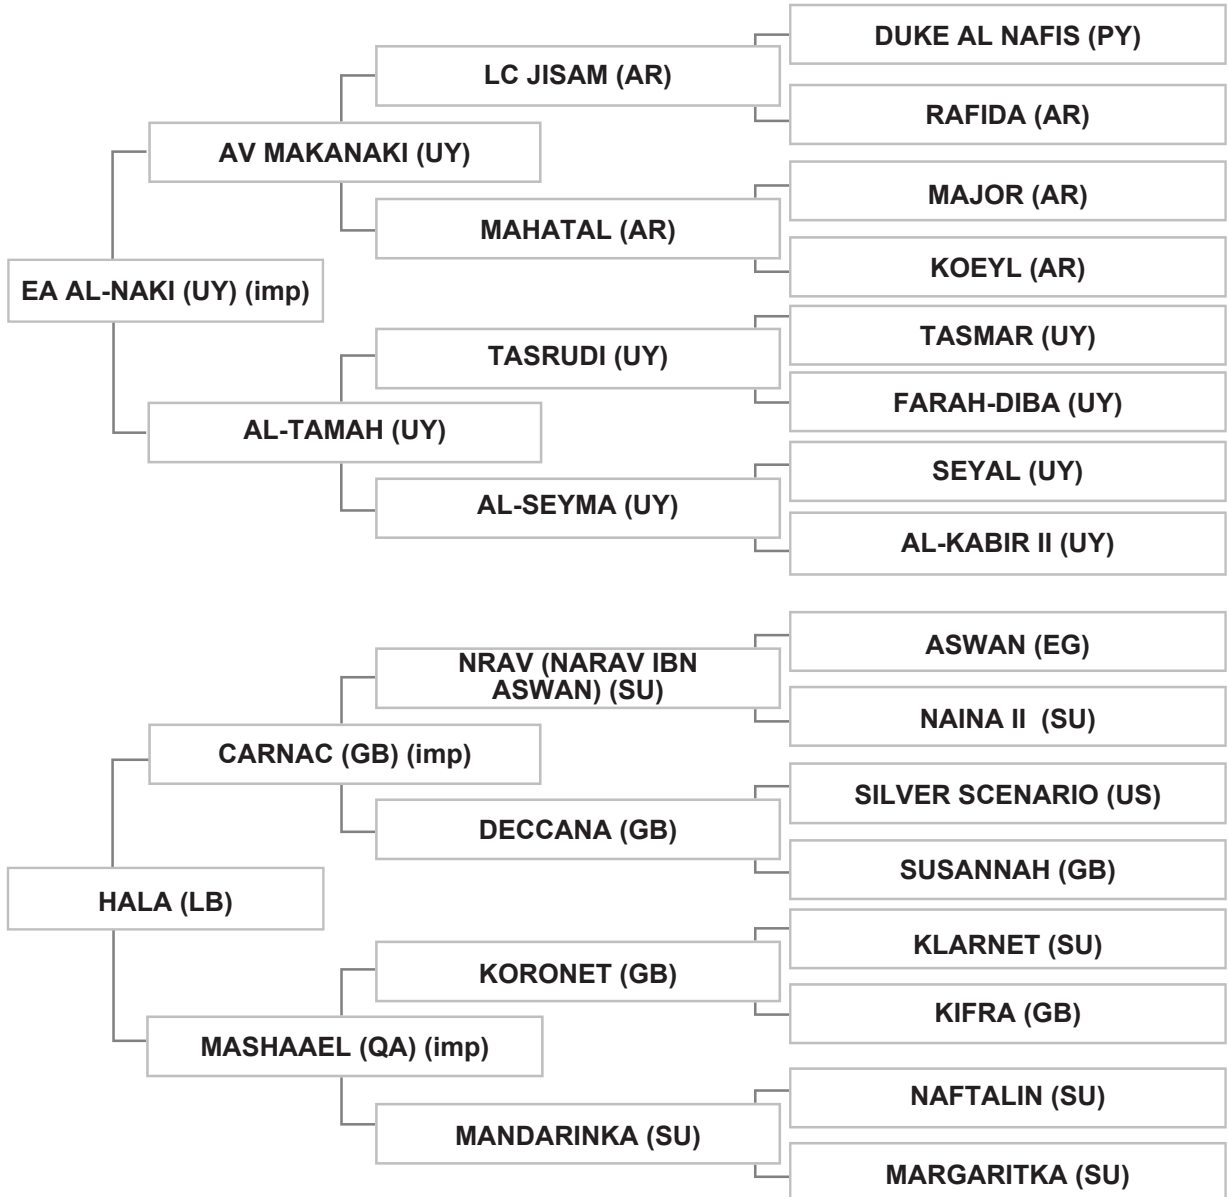 DUKE AL NAFIS (PY)
LC JISAM (AR)
RAFIDA (AR)
AV MAKANAKI (UY)
MAJOR (AR)
MAHATAL (AR)
KOEYL (AR)
EA AL-NAKI (UY) (imp)
TASMAR (UY)
TASRUDI (UY)
FARAH-DIBA (UY)
AL-TAMAH (UY)
SEYAL (UY)
AL-SEYMA (UY)
AL-KABIR II (UY)
ASWAN (EG)
NRAV (NARAV IBN
ASWAN) (SU)
NAINA II (SU)
CARNAC (GB) (imp)
SILVER SCENARIO (US)
DECCANA (GB)
SUSANNAH (GB)
HALA (LB)
KLARNET (SU)
KORONET (GB)
KIFRA (GB)
MASHAAEL (QA) (imp)
NAFTALIN (SU)
MANDARINKA (SU)
MARGARITKA (SU)